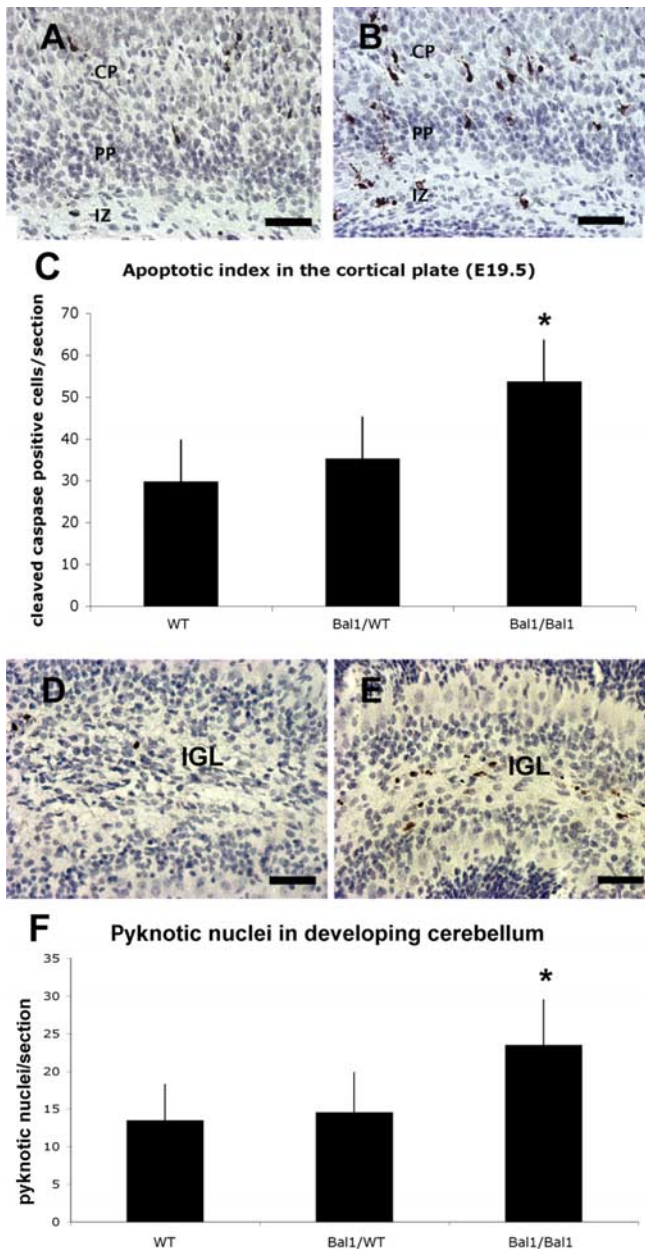 A
B
CP
CP
PP
PP
IZ
IZ
C
Apoptotic index in the cortical plate (E19.5)
cleaved caspase positive cells/section
70
60
50
40
30
20
10
0
*
WT
Bal1/WT
Bal1/Bal1
D
E
IGL
IGL
F
Pyknotic nuclei in developing cerebellum
pyknotic nuclei/section
35
30
25
20
15
10
5
0
*
WT
Bal1/WT
Bal1/Bal1